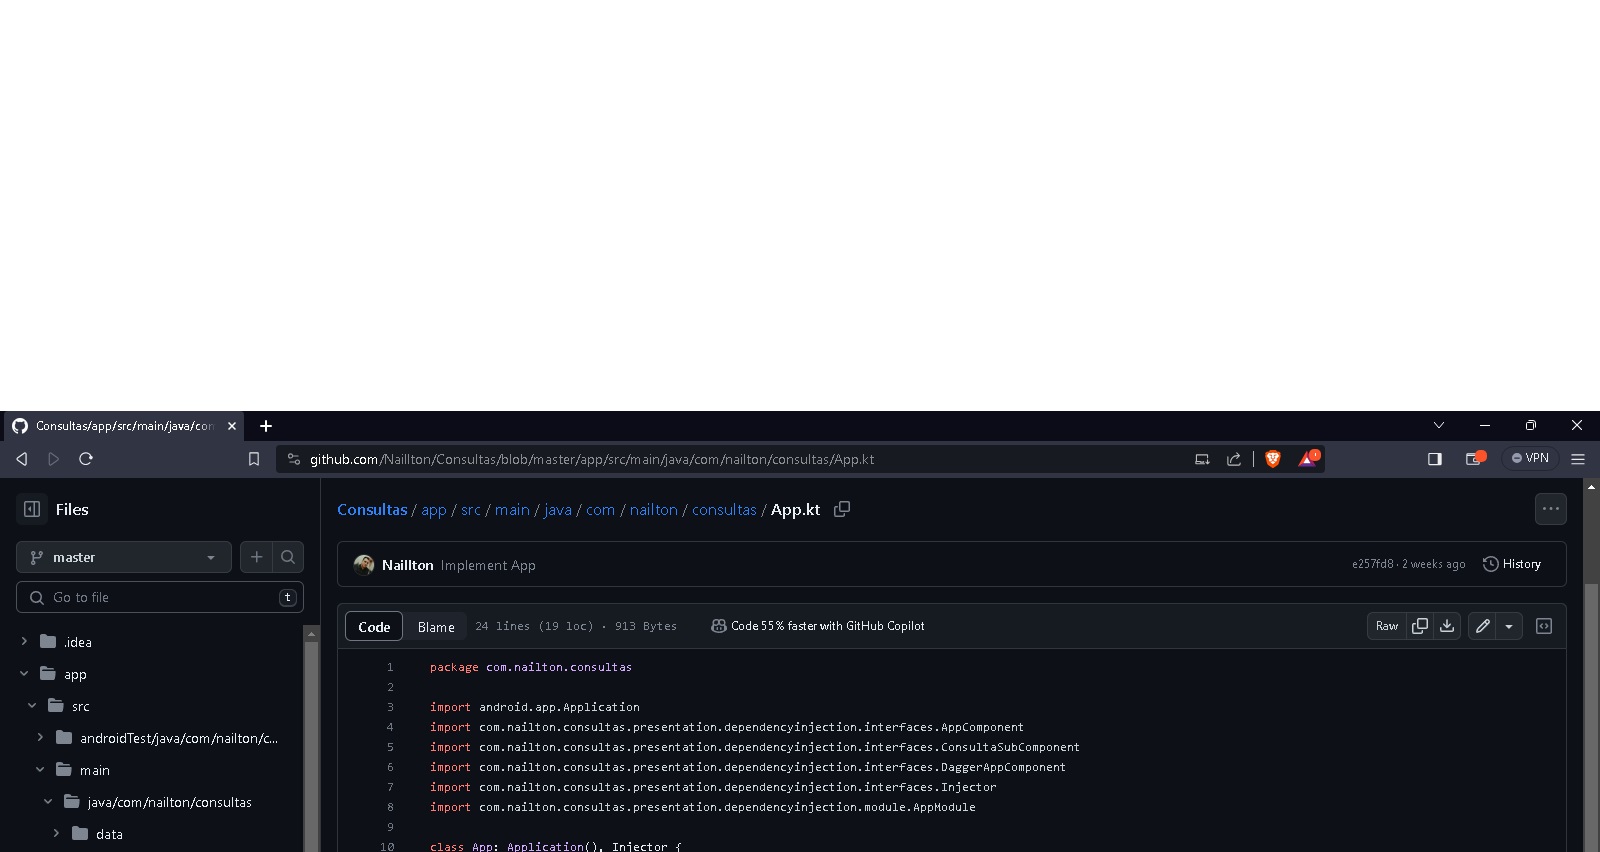 Consultas/app/src/main/java/con
github.com/Naillton/Consultas/blob/master/app/src/main/java/com/nailton/consultas/App.kt
1
VPN
Files
Consultas / app / src / main / java / com / nailton / consultas / App.kt
master
Naillton Implement App
e257fd8 · 2 weeks ago
History
Go to file
t
Code
Blame
24 lines (19 loc) · 913 Bytes
Code 55% faster with GitHub Copilot
Raw
.idea
app
src
androidTest/java/com/nailton/c...
main
java/com/nailton/consultas
data
1 package com.nailton.consultas
2
3 import android.app.Application
4 import com.nailton.consultas.presentation.dependencyinjection.interfaces.AppComponent
5 import com.nailton.consultas.presentation.dependencyinjection.interfaces.ConsultaSubComponent
6 import com.nailton.consultas.presentation.dependencyinjection.interfaces.DaggerAppComponent
7 import com.nailton.consultas.presentation.dependencyinjection.interfaces.Injector
8 import com.nailton.consultas.presentation.dependencyinjection.module.AppModule
9
10 class App: Application(), Injector {